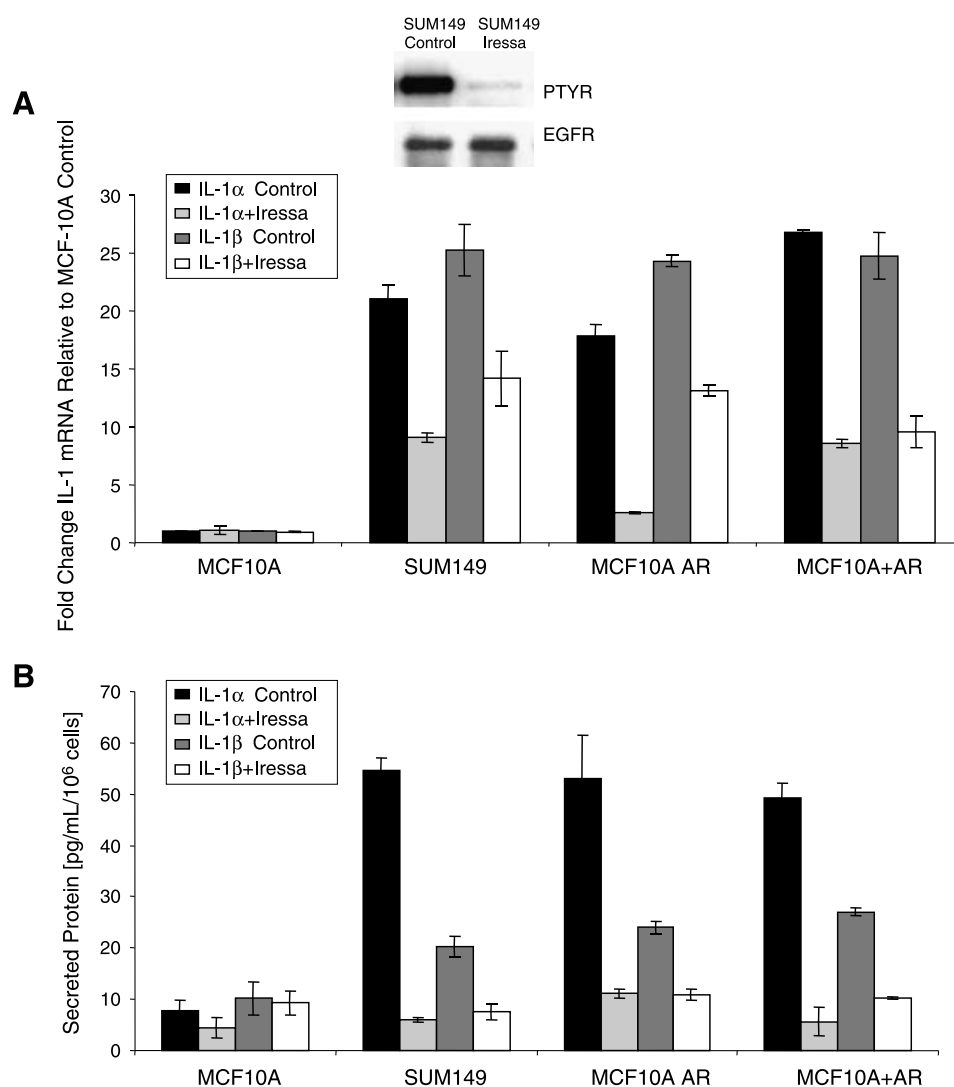 SUM149 SUM149
Control Iressa
PTYR
EGFR
A
Fold Change IL-1 mRNA Relative to MCF-10A Control
IL-1α Control
IL-1α+Iressa
IL-1β Control
IL-1β+Iressa
30
25
20
15
10
5
0
MCF10A SUM149 MCF10A AR MCF10A+AR
B
Secreted Protein [pg/mL/10⁶ cells]
IL-1α Control
IL-1α+Iressa
IL-1β Control
IL-1β+Iressa
70
60
50
40
30
20
10
0
MCF10A SUM149 MCF10A AR MCF10A+AR